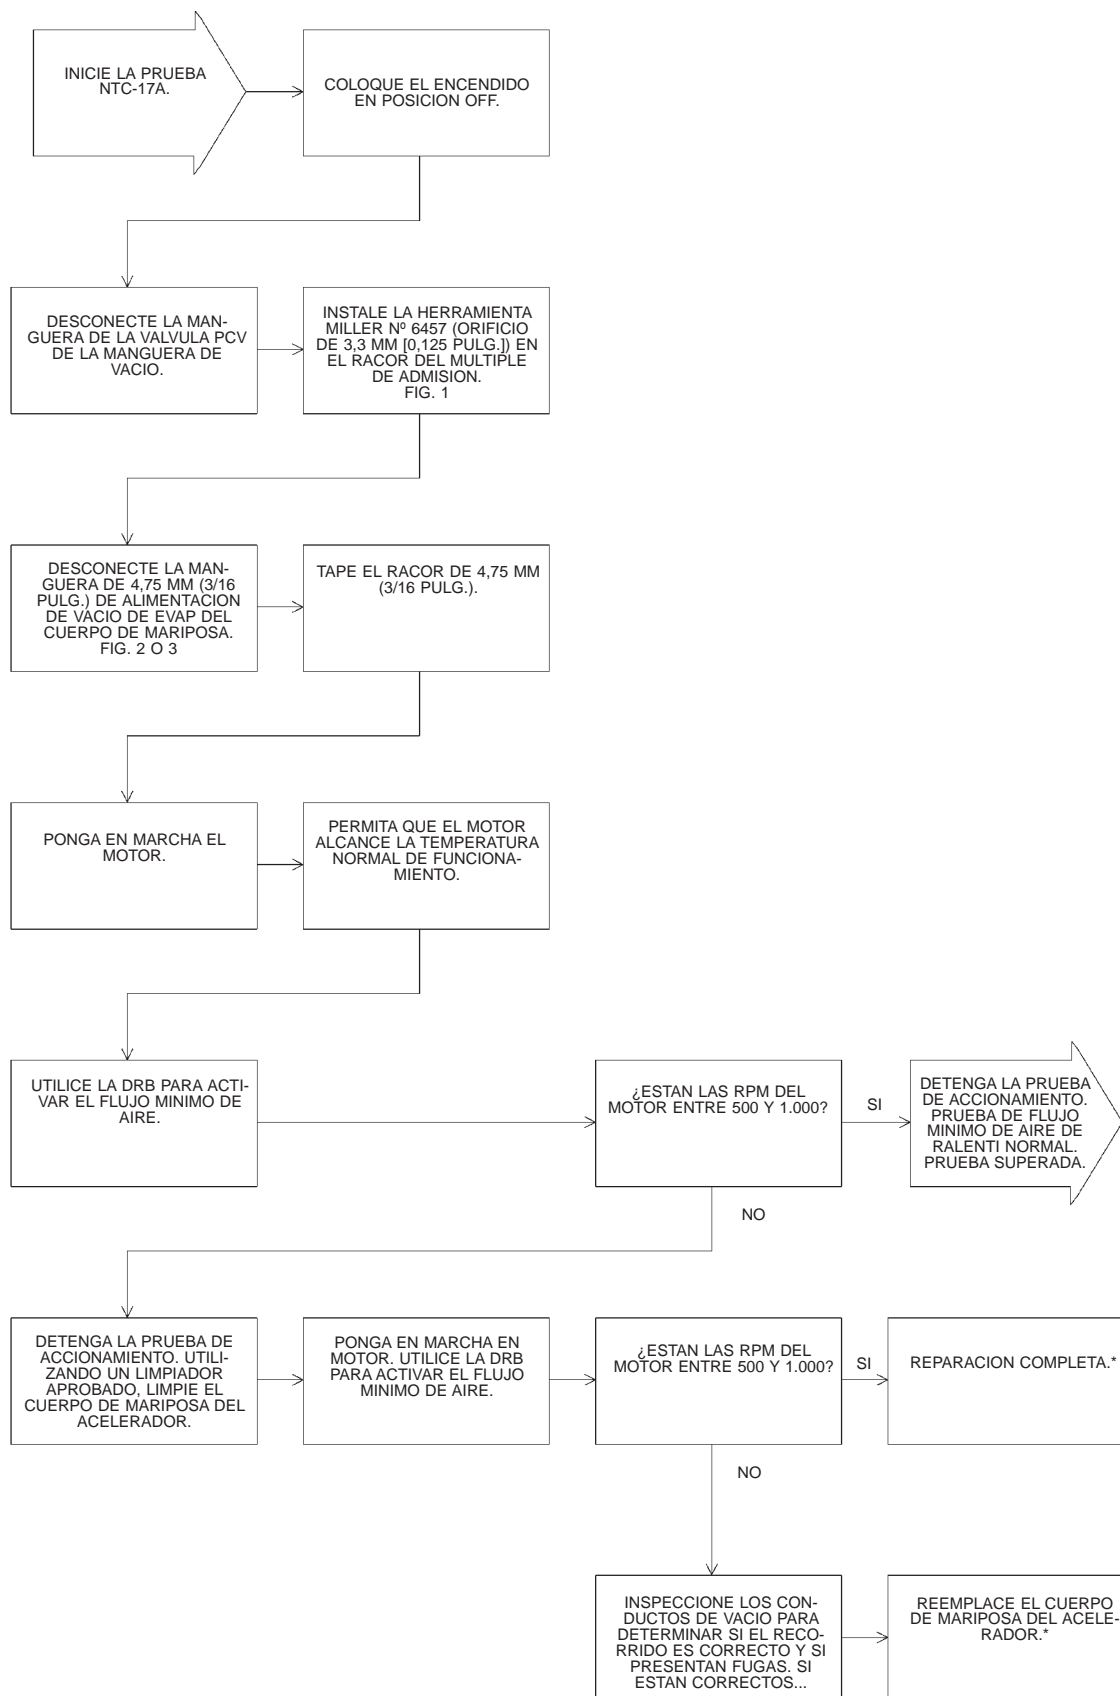 INICIE LA PRUEBA
NTC-17A.
COLOQUE EL ENCENDIDO
EN POSICION OFF.
DESCONECTE LA MAN-
GUERA DE LA VALVULA PCV
DE LA MANGUERA DE
VACIO.
INSTALE LA HERRAMIENTA
MILLER Nº 6457 (ORIFICIO
DE 3,3 MM [0,125 PULG.]) EN
EL RACOR DEL MULTIPLE
DE ADMISION.
FIG. 1
DESCONECTE LA MAN-
GUERA DE 4,75 MM (3/16
PULG.) DE ALIMENTACION
DE VACIO DE EVAP DEL
CUERPO DE MARIPOSA.
FIG. 2 O 3
TAPE EL RACOR DE 4,75 MM
(3/16 PULG.).
PONGA EN MARCHA EL
MOTOR.
PERMITA QUE EL MOTOR
ALCANCE LA TEMPERATURA
NORMAL DE FUNCIONA-
MIENTO.
UTILICE LA DRB PARA ACTI-
VAR EL FLUJO MINIMO DE
AIRE.
¿ESTAN LAS RPM DEL
MOTOR ENTRE 500 Y 1.000?
SI
DETENGA LA PRUEBA
DE ACCIONAMIENTO.
PRUEBA DE FLUJO
MINIMO DE AIRE DE
RALENTI NORMAL.
PRUEBA SUPERADA.
NO
DETENGA LA PRUEBA DE
ACCIONAMIENTO. UTILI-
ZANDO UN LIMPIADOR
APROBADO, LIMPIE EL
CUERPO DE MARIPOSA DEL
ACELERADOR.
PONGA EN MARCHA EN
MOTOR. UTILICE LA DRB
PARA ACTIVAR EL FLUJO
MINIMO DE AIRE.
¿ESTAN LAS RPM DEL
MOTOR ENTRE 500 Y 1.000?
SI
REPARACION COMPLETA.*
NO
INSPECCIONE LOS CON-
DUCTOS DE VACIO PARA
DETERMINAR SI EL RECO-
RRIDO ES CORRECTO Y SI
PRESENTAN FUGAS. SI
ESTAN CORRECTOS...
REEMPLACE EL CUERPO
DE MARIPOSA DEL ACELE-
RADOR.*